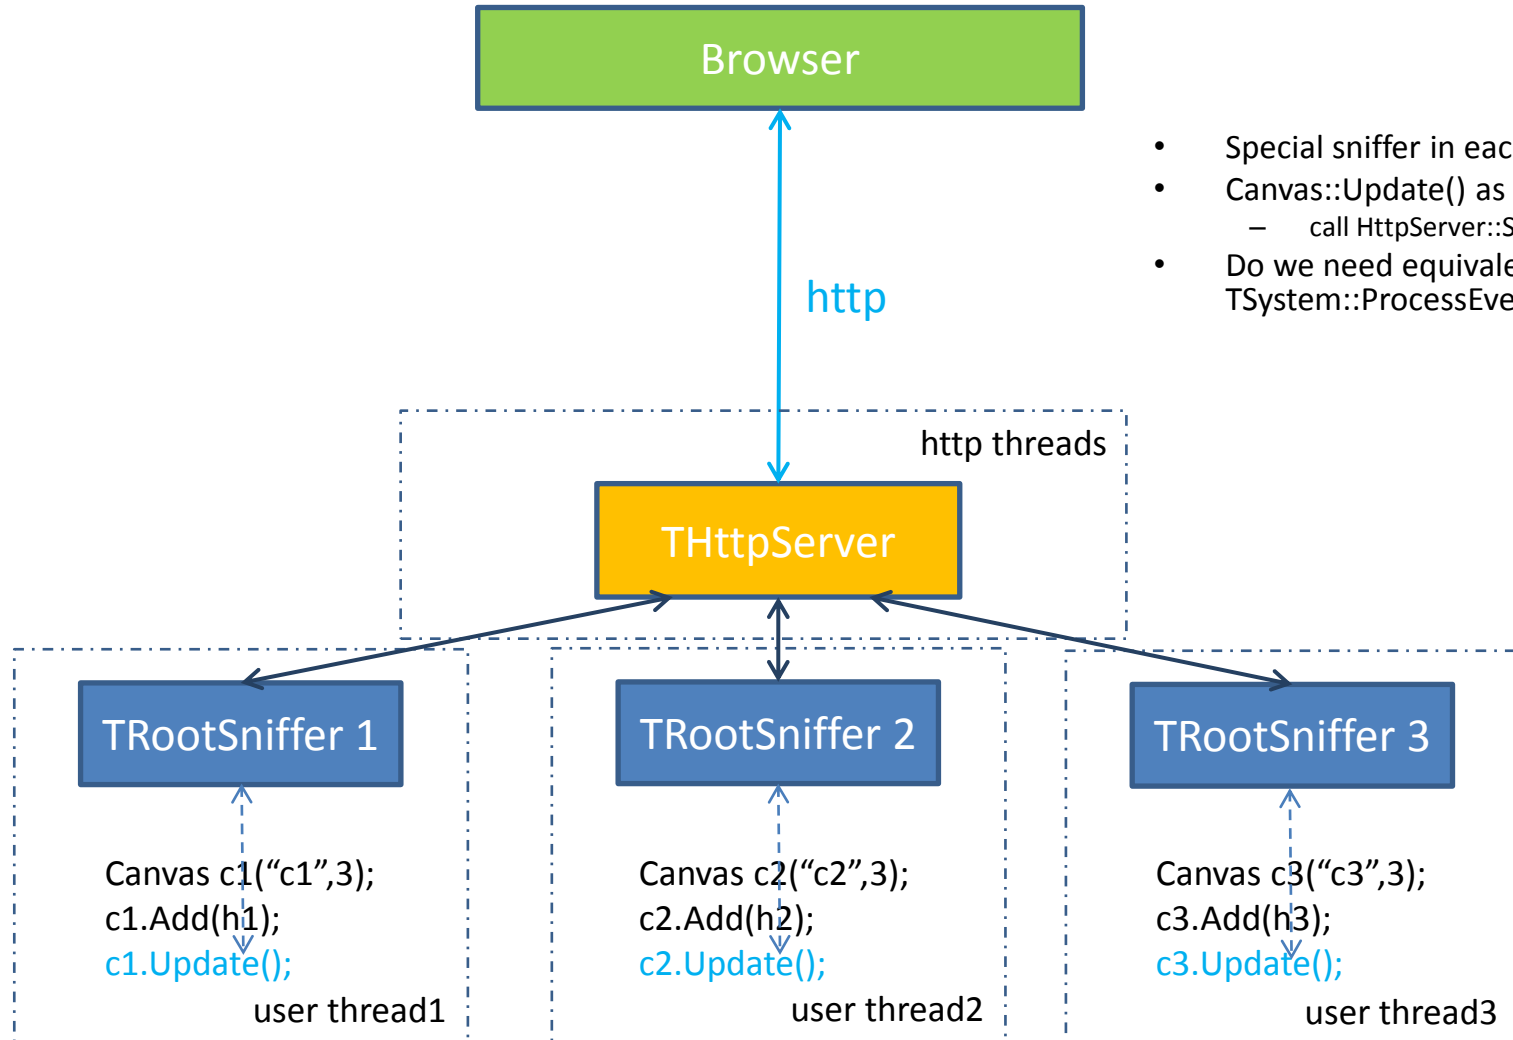 Browser
• Special sniffer in eac
• Canvas::Update() as
– call HttpServer::S
• Do we need equivale
TSystem::ProcessEve
http
http threads
THttpServer
TRootSniffer 1
TRootSniffer 2
TRootSniffer 3
Canvas c1(“c1”,3);
c1.Add(h1);
c1.Update();
user thread1
Canvas c2(“c2”,3);
c2.Add(h2);
c2.Update();
user thread2
Canvas c3(“c3”,3);
c3.Add(h3);
c3.Update();
user thread3